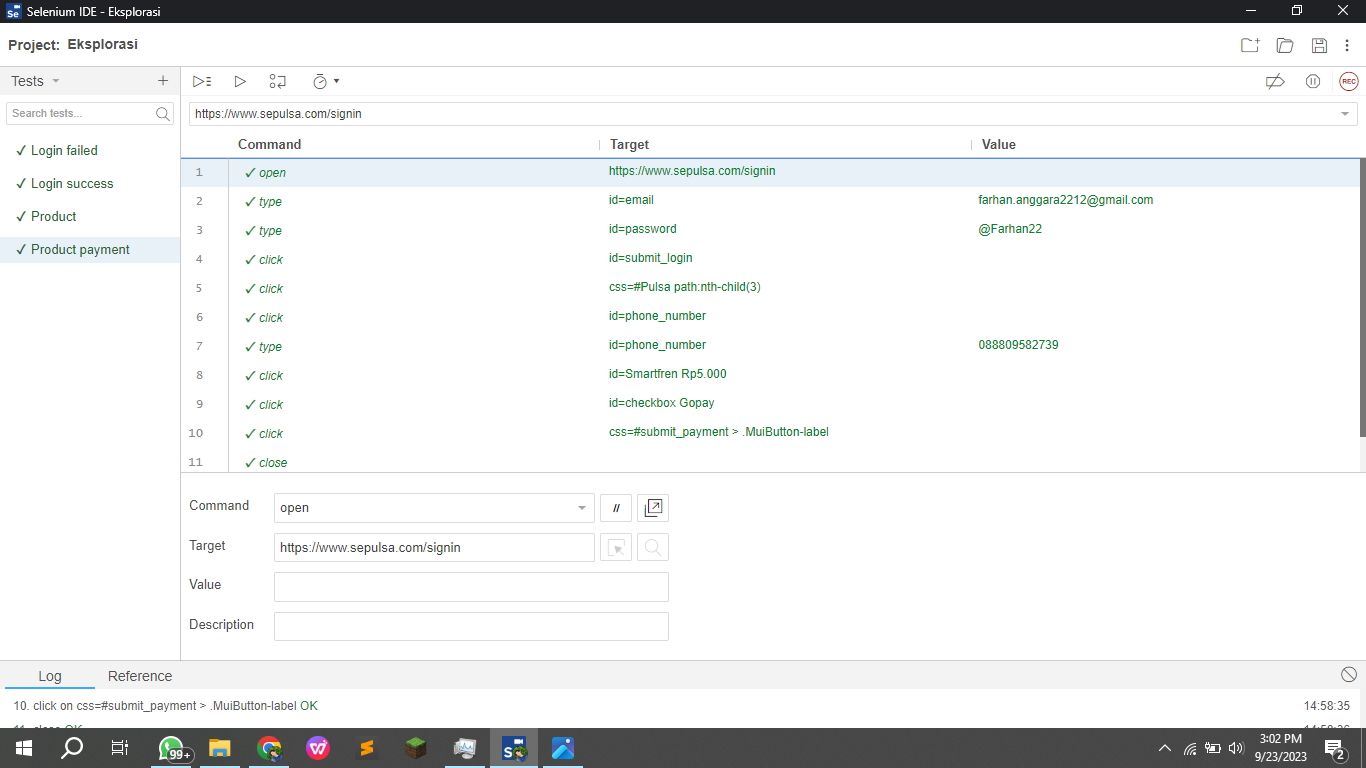 Selenium IDE - Eksplorasi
Project: Eksplorasi
Tests
Search tests...
✓ Login failed
✓ Login success
✓ Product
✓ Product payment
REC
https://www.sepulsa.com/signin
Command Target Value
1 ✓ open https://www.sepulsa.com/signin
2 ✓ type id=email farhan.anggara2212@gmail.com
3 ✓ type id=password @Farhan22
4 ✓ click id=submit_login
5 ✓ click css=#Pulsa path:nth-child(3)
6 ✓ click id=phone_number
7 ✓ type id=phone_number 088809582739
8 ✓ click id=Smartfren Rp5.000
9 ✓ click id=checkbox Gopay
10 ✓ click css=#submit_payment > .MuiButton-label
11 ✓ close
Command open //
Target https://www.sepulsa.com/signin
Value
Description
Log Reference
10. click on css=#submit_payment > .MuiButton-label OK 14:58:35
11. close OK
99+
3:02 PM
9/23/2023
2